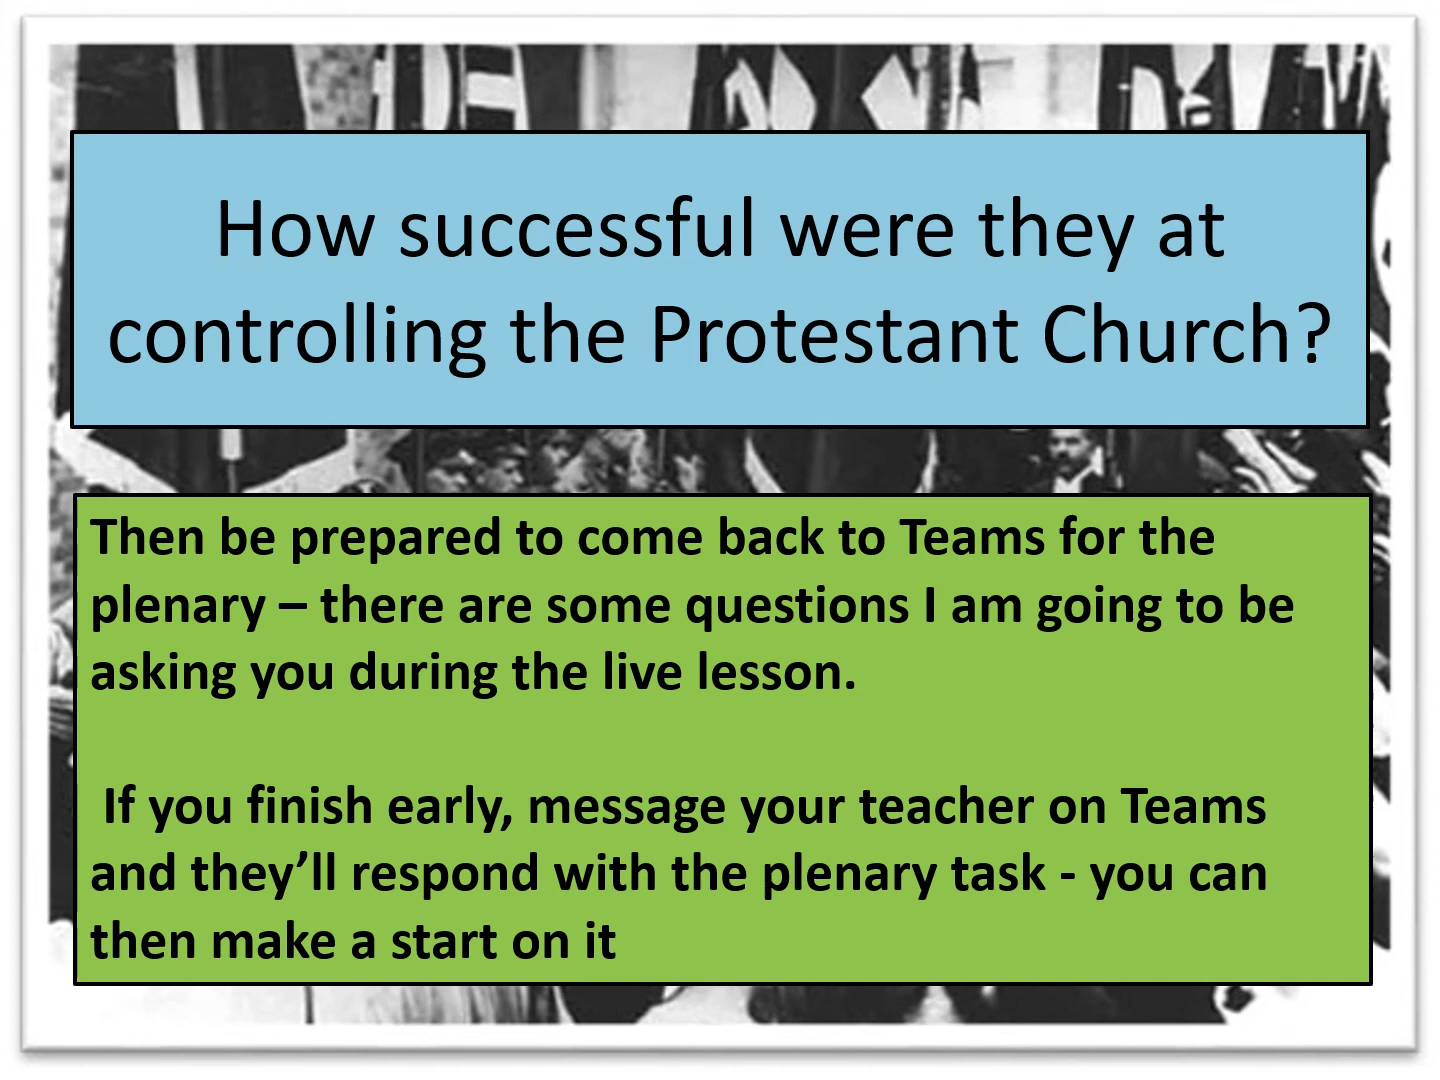 How successful were they at
controlling the Protestant Church?
Then be prepared to come back to Teams for the
plenary – there are some questions I am going to be
asking you during the live lesson.
If you finish early, message your teacher on Teams
and they’ll respond with the plenary task - you can
then make a start on it